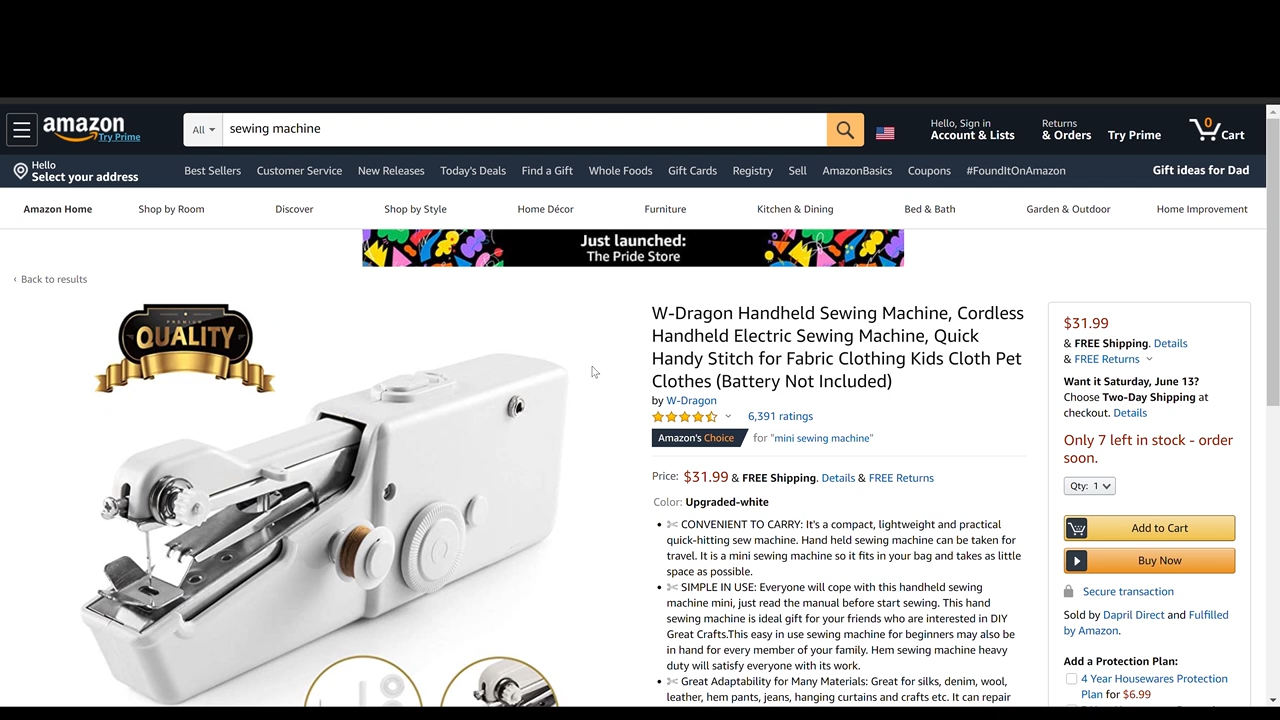 amazon
Try Prime
All
sewing machine
Hello, Sign in
Account & Lists
Returns
& Orders
Try Prime
0
Cart
Hello
Select your address
Best Sellers
Customer Service
New Releases
Today's Deals
Find a Gift
Whole Foods
Gift Cards
Registry
Sell
AmazonBasics
Coupons
#FoundItOnAmazon
Gift ideas for Dad
Amazon Home
Shop by Room
Discover
Shop by Style
Home Décor
Furniture
Kitchen & Dining
Bed & Bath
Garden & Outdoor
Home Improvement
Just launched:
The Pride Store
‹ Back to results
PREMIUM
QUALITY
W-Dragon Handheld Sewing Machine, Cordless
Handheld Electric Sewing Machine, Quick
Handy Stitch for Fabric Clothing Kids Cloth Pet
Clothes (Battery Not Included)
by W-Dragon
6,391 ratings
Amazon's Choice for "mini sewing machine"
Price: $31.99 & FREE Shipping. Details & FREE Returns
Color: Upgraded-white
• ✂ CONVENIENT TO CARRY: It's a compact, lightweight and practical
quick-hitting sew machine. Hand held sewing machine can be taken for
travel. It is a mini sewing machine so it fits in your bag and takes as little
space as possible.
• ✂ SIMPLE IN USE: Everyone will cope with this handheld sewing
machine mini, just read the manual before start sewing. This hand
sewing machine is ideal gift for your friends who are interested in DIY
Great Crafts.This easy in use sewing machine for beginners may also be
in hand for every member of your family. Hem sewing machine heavy
duty will satisfy everyone with its work.
• ✂ Great Adaptability for Many Materials: Great for silks, denim, wool,
leather, hem pants, jeans, hanging curtains and crafts etc. It can repair
$31.99
& FREE Shipping. Details
& FREE Returns
Want it Saturday, June 13?
Choose Two-Day Shipping at
checkout. Details
Only 7 left in stock - order
soon.
Qty: 1
Add to Cart
Buy Now
Secure transaction
Sold by Dapril Direct and Fulfilled
by Amazon.
Add a Protection Plan:
4 Year Housewares Protection
Plan for $6.99